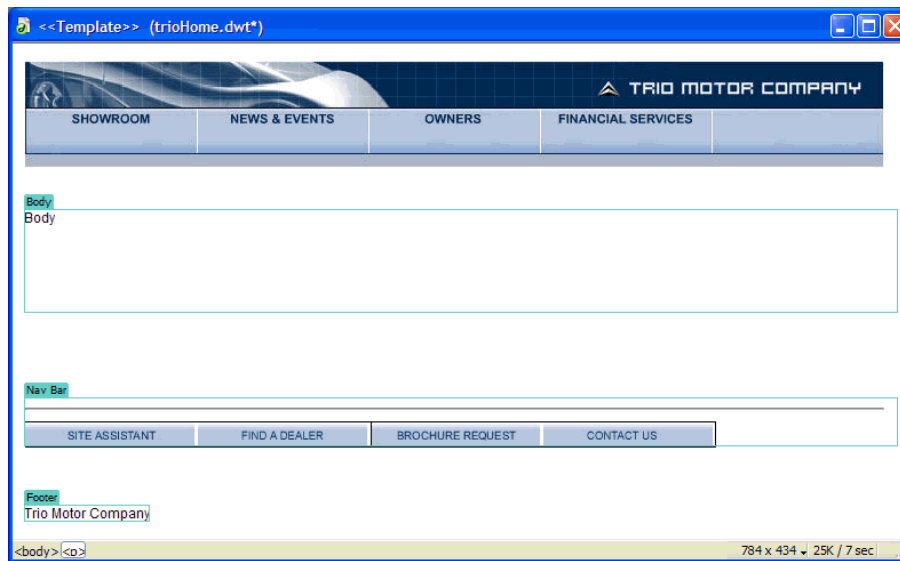 <<Template>> (trioHome.dwt*)
TRIO MOTOR COMPANY
SHOWROOM NEWS & EVENTS OWNERS FINANCIAL SERVICES
Body
Body
Nav Bar
SITE ASSISTANT FIND A DEALER BROCHURE REQUEST CONTACT US
Footer
Trio Motor Company
<body> <p> 784 x 434 25K / 7 sec